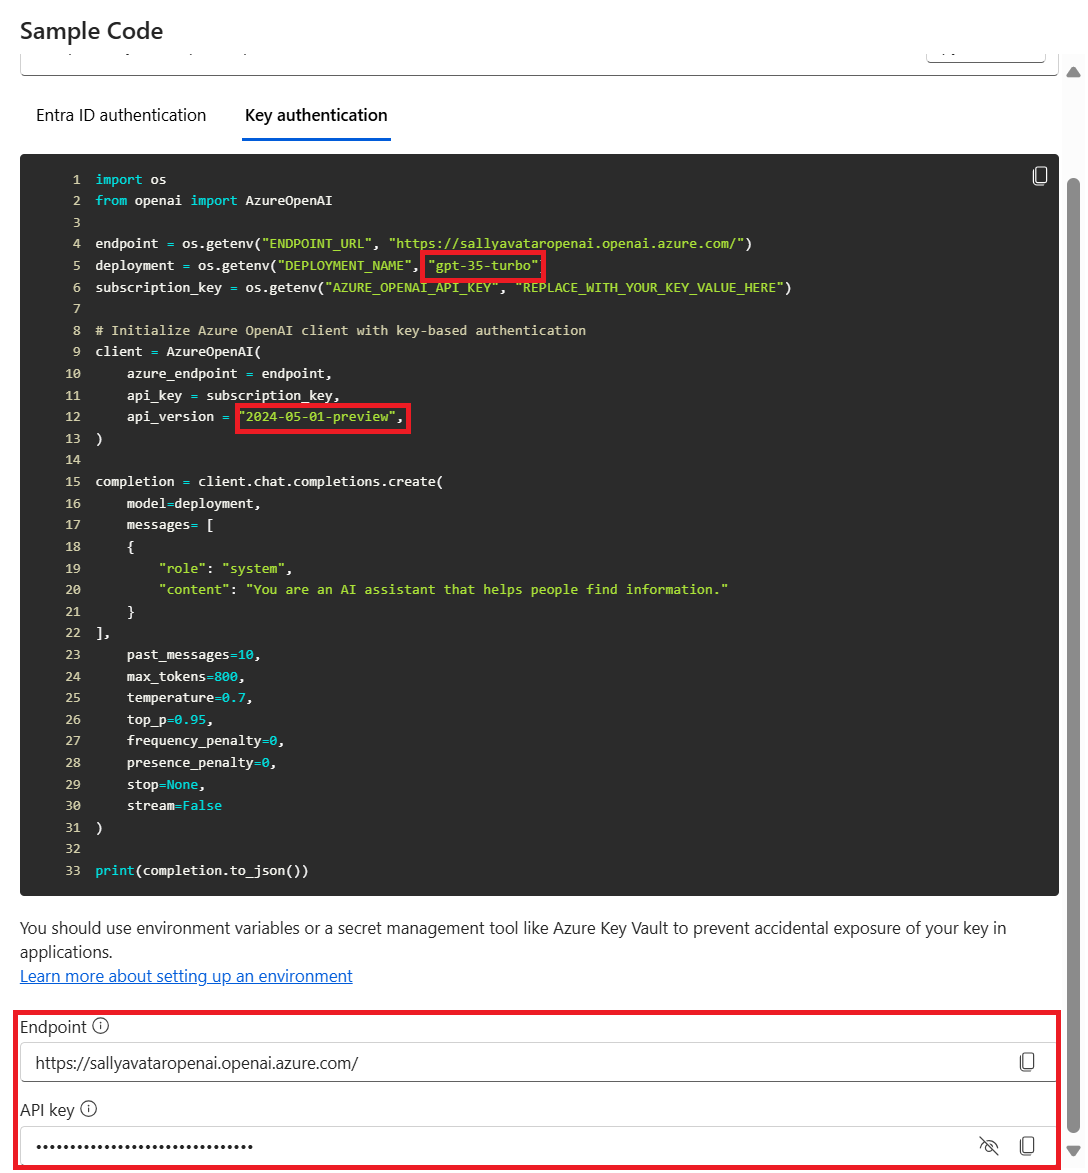 Sample Code
Entra ID authentication
Key authentication
1 import os
2 from openai import AzureOpenAI
3
4 endpoint = os.getenv("ENDPOINT_URL", "https://sallyavataropenai.openai.azure.com/")
5 deployment = os.getenv("DEPLOYMENT_NAME", "gpt-35-turbo"
6 subscription_key = os.getenv("AZURE_OPENAI_API_KEY", "REPLACE_WITH_YOUR_KEY_VALUE_HERE")
7
8 # Initialize Azure OpenAI client with key-based authentication
9 client = AzureOpenAI(
10 azure_endpoint = endpoint,
11 api_key = subscription_key,
12 api_version = "2024-05-01-preview",
13 )
14
15 completion = client.chat.completions.create(
16 model=deployment,
17 messages= [
18 {
19 "role": "system",
20 "content": "You are an AI assistant that helps people find information."
21 }
22 ],
23 past_messages=10,
24 max_tokens=800,
25 temperature=0.7,
26 top_p=0.95,
27 frequency_penalty=0,
28 presence_penalty=0,
29 stop=None,
30 stream=False
31 )
32
33 print(completion.to_json())
You should use environment variables or a secret management tool like Azure Key Vault to prevent accidental exposure of your key in
applications.
Learn more about setting up an environment
Endpoint
https://sallyavataropenai.openai.azure.com/
API key
••••••••••••••••••••••••••••••••